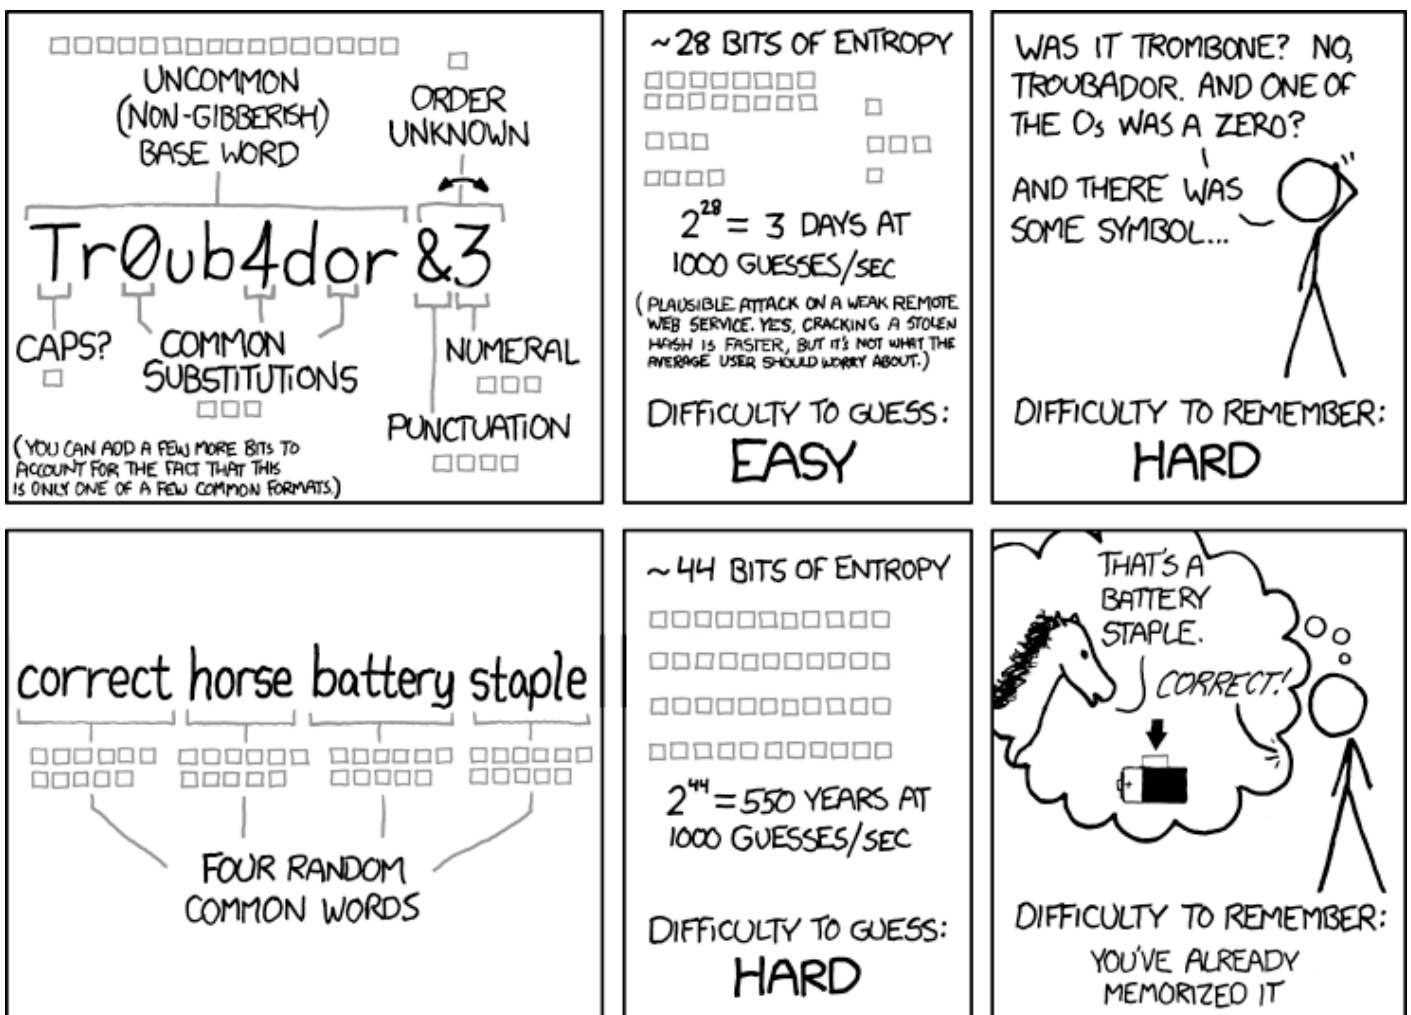 UNCOMMON
(NON-GIBBERISH)
BASE WORD
ORDER
UNKNOWN
Tr0ub4dor &3
CAPS?
COMMON
SUBSTITUTIONS
NUMERAL
PUNCTUATION
(YOU CAN ADD A FEW MORE BITS TO
ACCOUNT FOR THE FACT THAT THIS
IS ONLY ONE OF A FEW COMMON FORMATS.)
~28 BITS OF ENTROPY
2^28 = 3 DAYS AT
1000 GUESSES/SEC
(PLAUSIBLE ATTACK ON A WEAK REMOTE
WEB SERVICE. YES, CRACKING A STOLEN
HASH IS FASTER, BUT IT'S NOT WHAT THE
AVERAGE USER SHOULD WORRY ABOUT.)
DIFFICULTY TO GUESS:
EASY
WAS IT TROMBONE? NO,
TROUBADOR. AND ONE OF
THE Os WAS A ZERO?
AND THERE WAS
SOME SYMBOL...
DIFFICULTY TO REMEMBER:
HARD
correct horse battery staple
FOUR RANDOM
COMMON WORDS
~44 BITS OF ENTROPY
2^44 = 550 YEARS AT
1000 GUESSES/SEC
DIFFICULTY TO GUESS:
HARD
THAT'S A
BATTERY
STAPLE.
CORRECT!
+
DIFFICULTY TO REMEMBER:
YOU'VE ALREADY
MEMORIZED IT